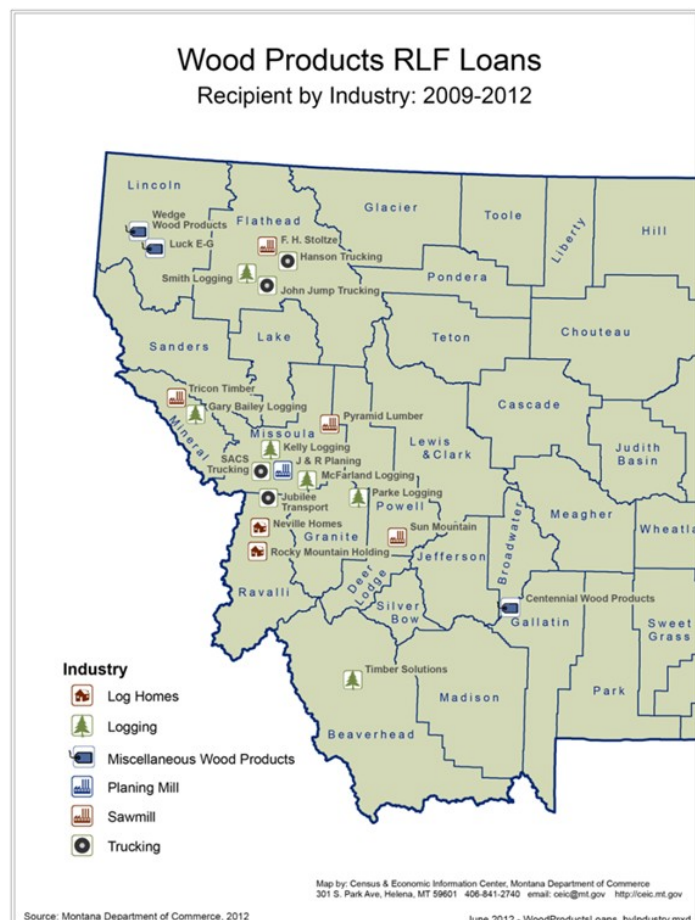 Wood Products RLF Loans
Recipient by Industry: 2009-2012
Lincoln
Flathead
Glacier
Toole
Liberty
Hill
Wedge
Wood Products
Luck E-G
F. H. Stoltze
Hanson Trucking
Smith Logging
John Jump Trucking
Pondera
Sanders
Lake
Teton
Chouteau
Tricon Timber
Gary Bailey Logging
Mineral
Missoula
Pyramid Lumber
Cascade
Lewis
& Clark
Judith
Basin
Kelly Logging
SACS
Trucking
J & R Planing
McFarland Logging
Jubilee
Transport
Parke Logging
Powell
Neville Homes
Granite
Sun Mountain
Rocky Mountain Holding
Ravalli
Deer
Lodge
Silver
Bow
Jefferson
Broadwater
Meagher
Wheatla
Centennial Wood Products
Gallatin
Sweet
Grass
Park
Timber Solutions
Madison
Beaverhead
Industry
Log Homes
Logging
Miscellaneous Wood Products
Planing Mill
Sawmill
Trucking
Map by: Census & Economic Information Center, Montana Department of Commerce
301 S. Park Ave, Helena, MT 59601 406-841-2740 email: ceic@mt.gov http://ceic.mt.gov
Source: Montana Department of Commerce, 2012
June 2012 - WoodProductsLoans_byIndustry.mxd